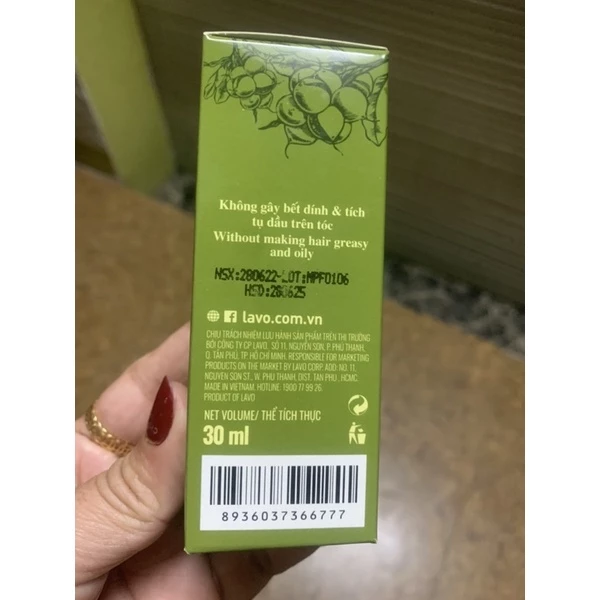 Không gây bết dính & tích
tụ dầu trên tóc
Without making hair greasy
and oily
NSX:280622-LOT:MPF0106
HSD:280625
lavo.com.vn
CHỊU TRÁCH NHIỆM LƯU HÀNH SẢN PHẨM TRÊN THỊ TRƯỜNG
BỞI CÔNG TY CP LAVO, SỐ 11, NGUYỄN SƠN, P. PHÚ THẠNH,
Q. TÂN PHÚ, TP. HỒ CHÍ MINH. RESPONSIBLE FOR MARKETING
PRODUCTS ON THE MARKET BY LAVO CORP. ADD: NO. 11,
NGUYEN SON ST., W. PHU THANH, DIST. TAN PHU , HCMC.
MADE IN VIETNAM. HOTLINE: 1900 77 99 26.
PRODUCT OF LAVO
NET VOLUME/ THỂ TÍCH THỰC
30 ml
8936037366777